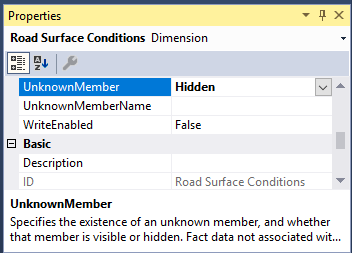 Properties
Road Surface Conditions Dimension
UnknownMember Hidden
UnknownMemberName
WriteEnabled False
Basic
Description
ID Road Surface Conditions
UnknownMember
Specifies the existence of an unknown member, and whether
that member is visible or hidden. Fact data not associated wit...